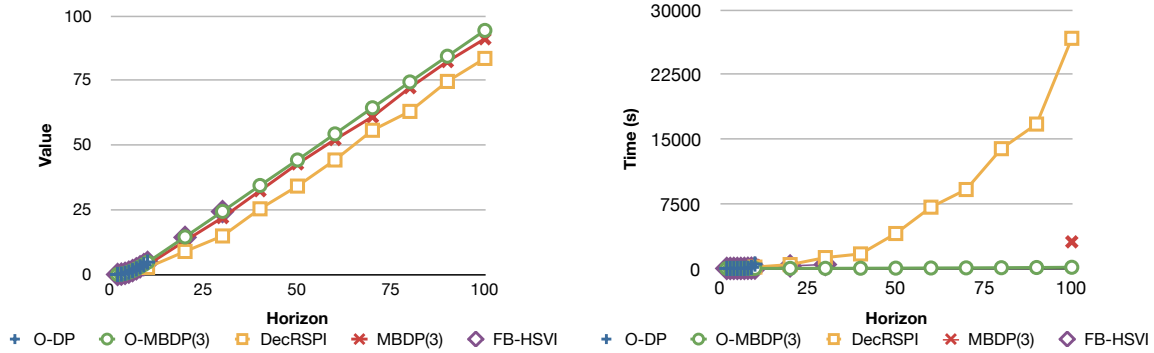 100
75
50
25
0
Value
0
25
50
75
100
Horizon
O-DP
O-MBDP(3)
DecRSPI
MBDP(3)
FB-HSVI
30000
22500
15000
7500
0
Time (s)
0
25
50
75
100
Horizon
O-DP
O-MBDP(3)
DecRSPI
MBDP(3)
FB-HSVI